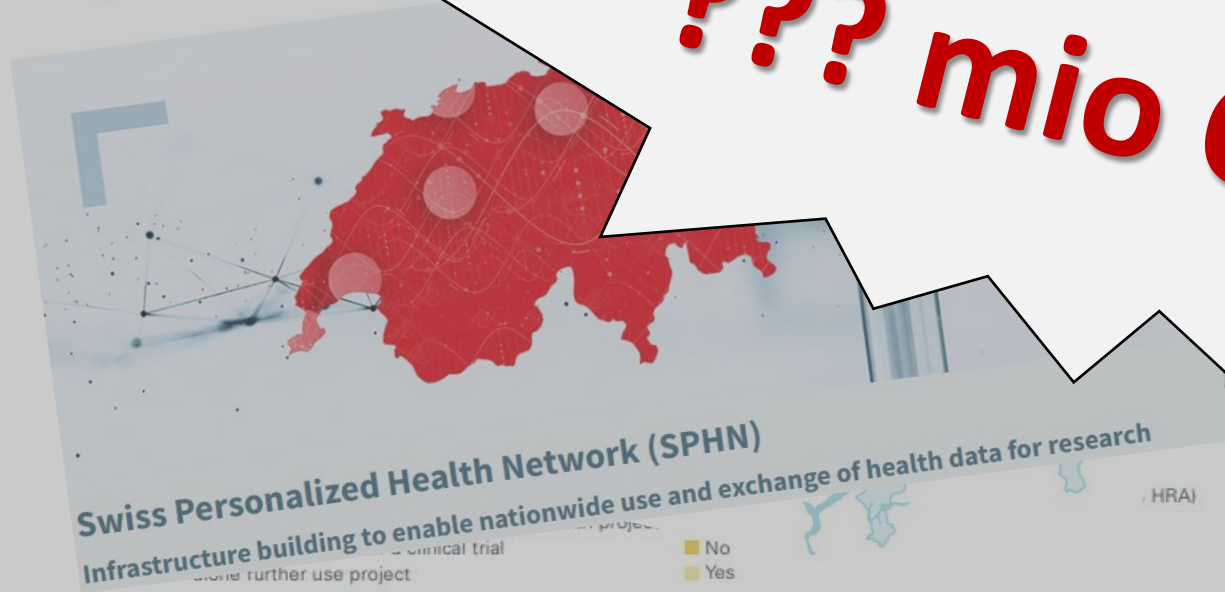 ??? mio
Swiss Personalized Health Network (SPHN)
Infrastructure building to enable nationwide use and exchange of health data for research
HRA)
clinical trial
further use project
No
Yes